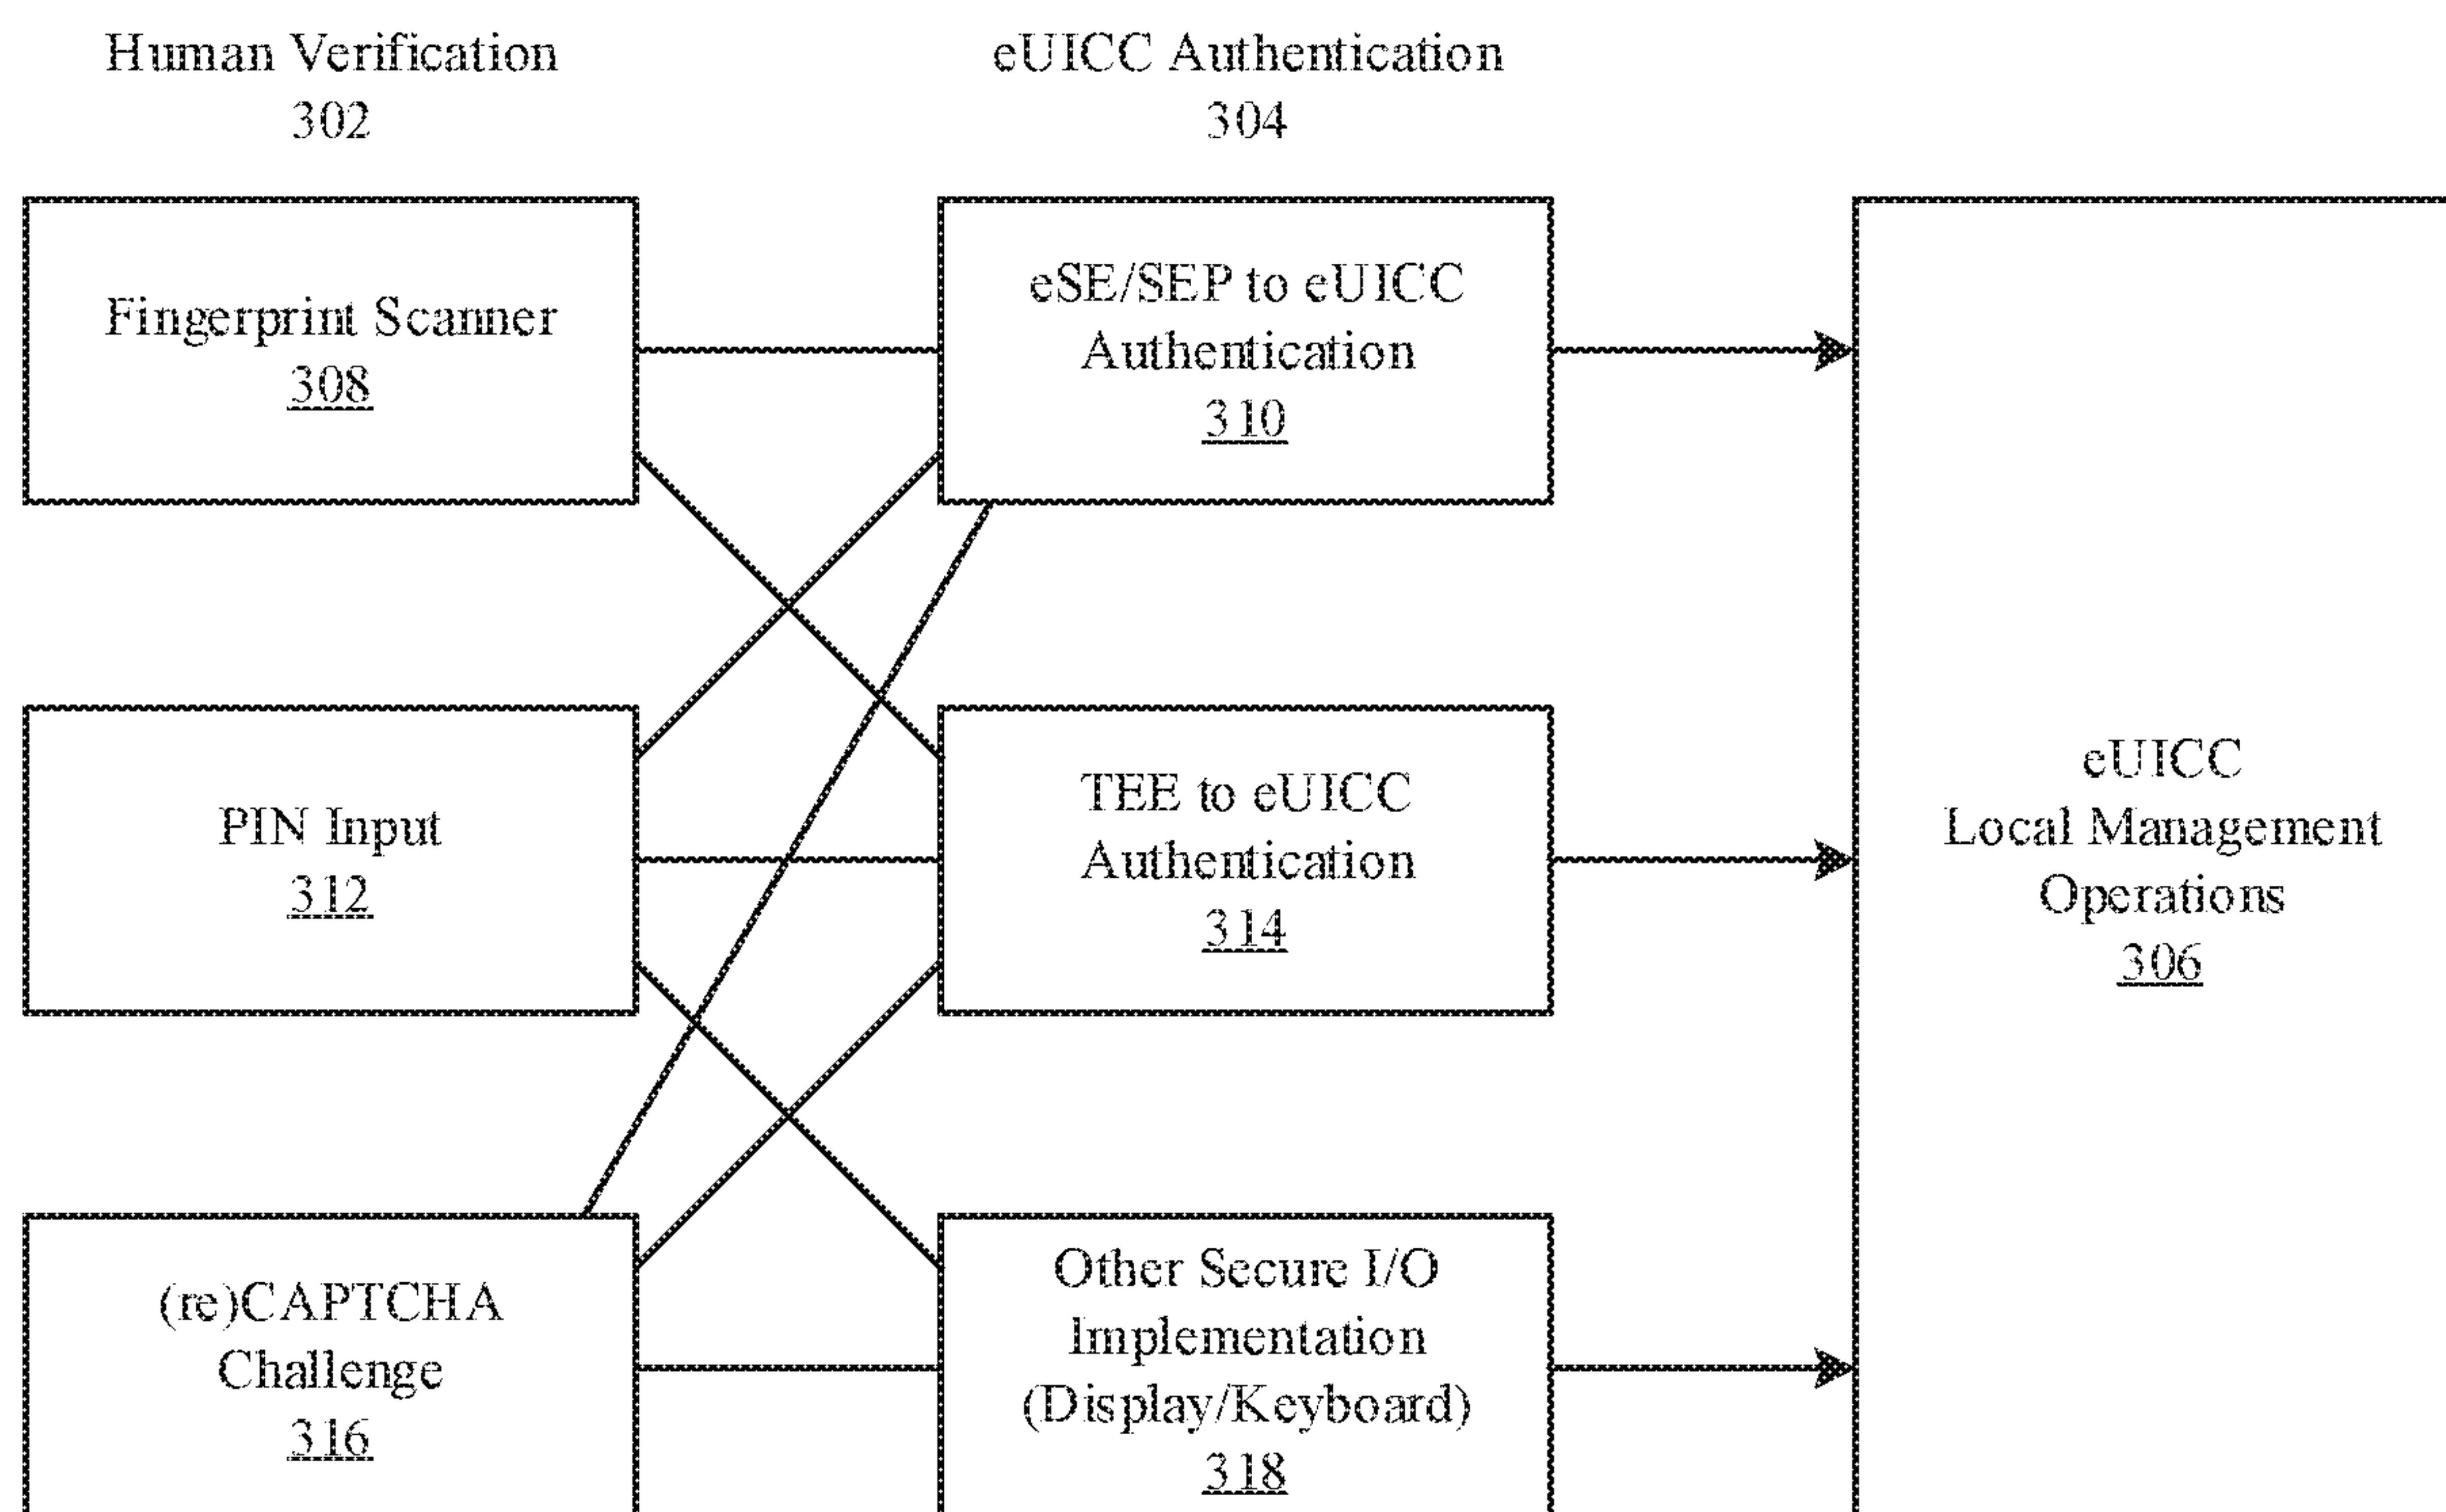 Human Verification
302
eUICC Authentication
304
Fingerprint Scanner
308
eSE/SEP to eUICC
Authentication
310
PIN Input
312
TEE to eUICC
Authentication
314
eUICC
Local Management
Operations
306
(re)CAPTCHA
Challenge
316
Other Secure I/O
Implementation
(Display/Keyboard)
318